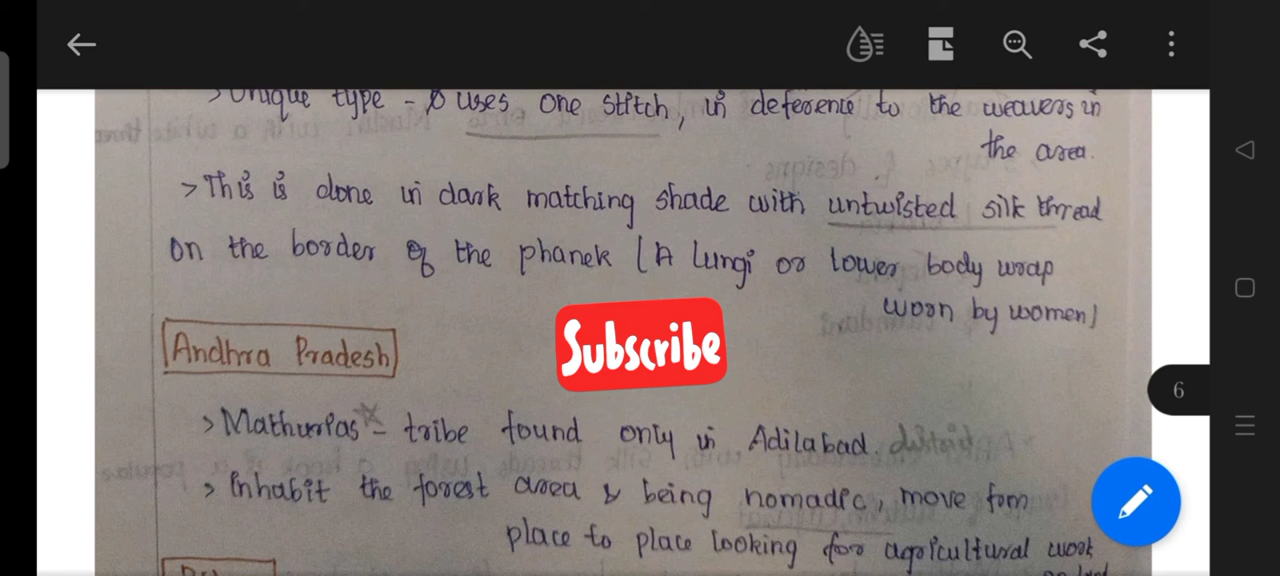 > Unique type - uses one stitch, in deference to the weavers in
the area.
> This is done in dark matching shade with untwisted silk thread
on the border of the phanek (A lungi or lower body wrap
worn by women)
Subscribe
Andhra Pradesh
> Mathurias - tribe found only in Adilabad district
6
> Inhabit the forest area & being nomadic, move from
place to place looking for agricultural work